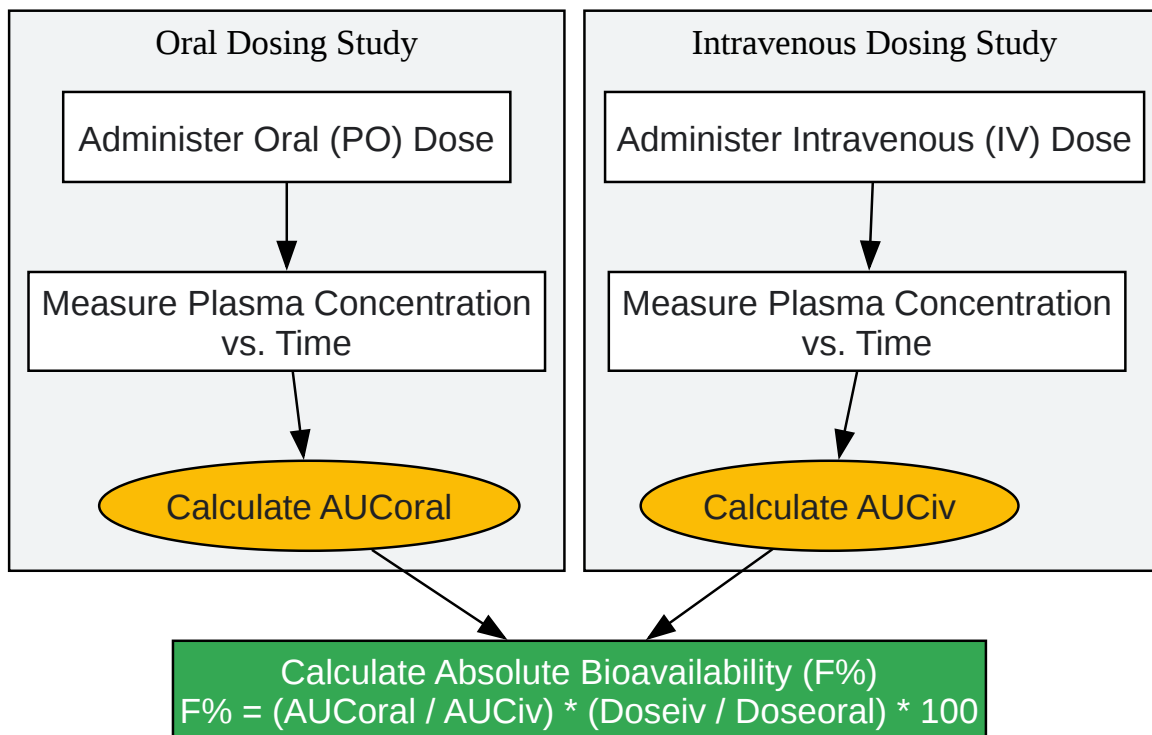 Oral Dosing Study
Administer Oral (PO) Dose
Measure Plasma Concentration
vs. Time
Calculate AUCoral
Intravenous Dosing Study
Administer Intravenous (IV) Dose
Measure Plasma Concentration
vs. Time
Calculate AUCiv
Calculate Absolute Bioavailability (F%)
F% = (AUCoral / AUCiv) * (Doseiv / Doseoral) * 100